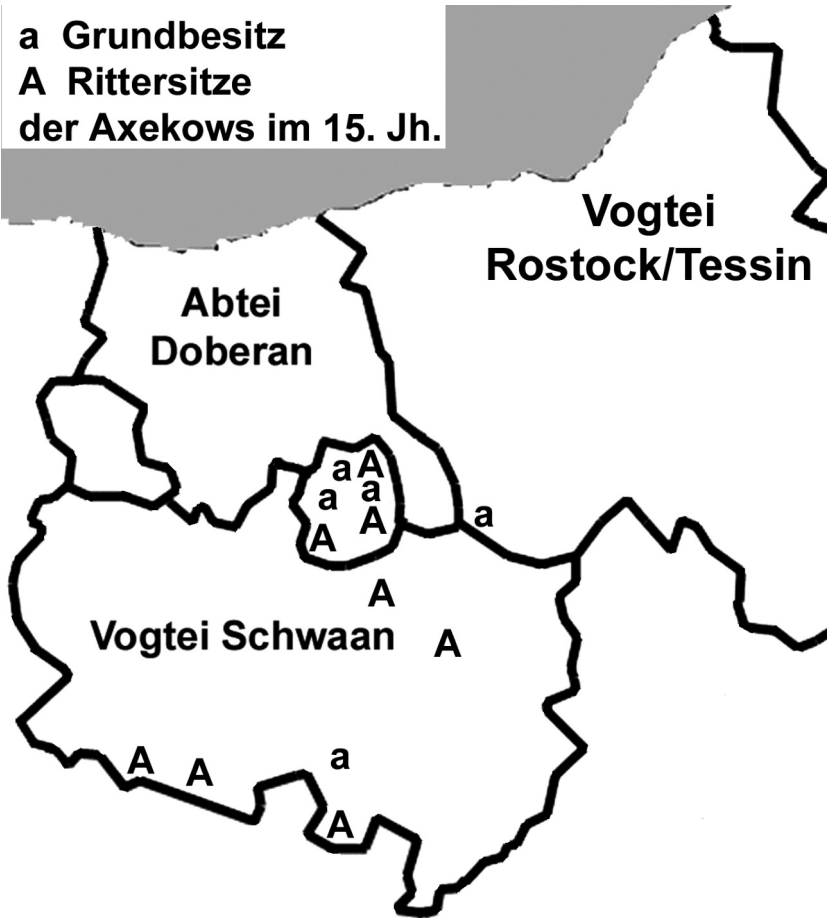 a Grundbesitz
A Rittersitze
der Axekows im 15. Jh.
Vogtei
Rostock/Tessin
Abtei
Doberan
a A
a a
A A
a
A
Vogtei Schwaan
A
A A
a
A